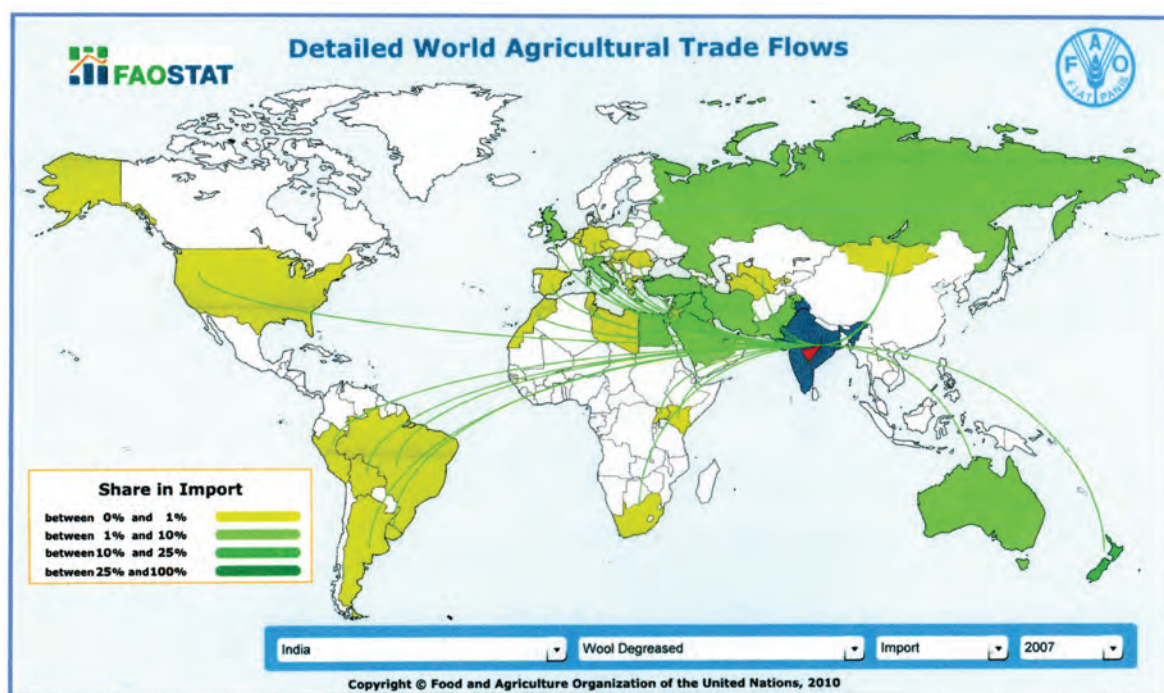 Detailed World Agricultural Trade Flows
FAOSTAT
F A O
FIAT PANIS
Share in Import
between 0% and 1%
between 1% and 10%
between 10% and 25%
between 25% and 100%
India
Wool Degreased
Import
2007
Copyright © Food and Agriculture Organization of the United Nations, 2010